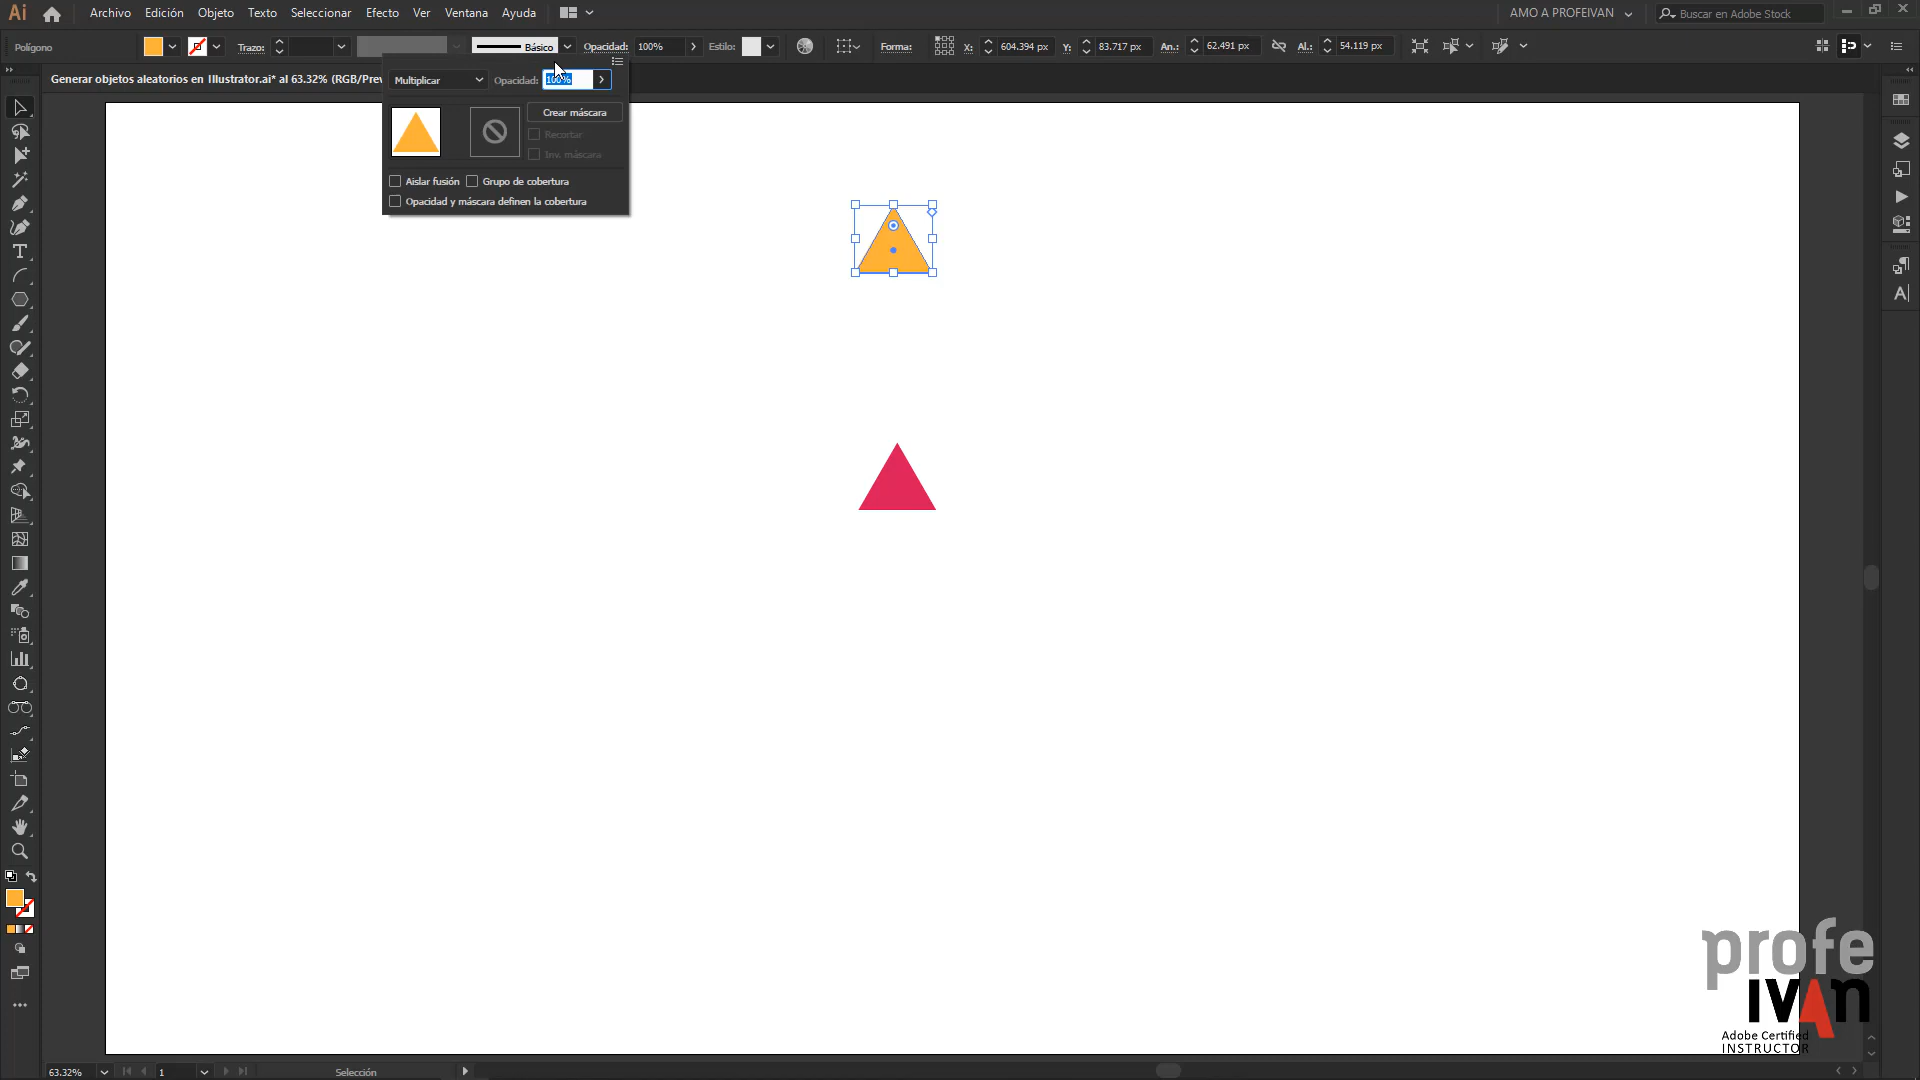 Ai Archivo Edición Objeto Texto Seleccionar Efecto Ver Ventana Ayuda AMO A PROFEIVAN Buscar en Adobe Stock
Polígono Trazo: Básico Opacidad: 100% Estilo: Forma: X: 604.394 px Y: 83.717 px An.: 62.491 px Al.: 54.119 px
Generar objetos aleatorios en Illustrator.ai* al 63.32% (RGB/Prev
Multiplicar Opacidad: 100%
Crear máscara
Recortar
Inv. máscara
Aislar fusión Grupo de cobertura
Opacidad y máscara definen la cobertura
profe
IVAn
Adobe Certified
INSTRUCTOR
63.32% 1 Selección